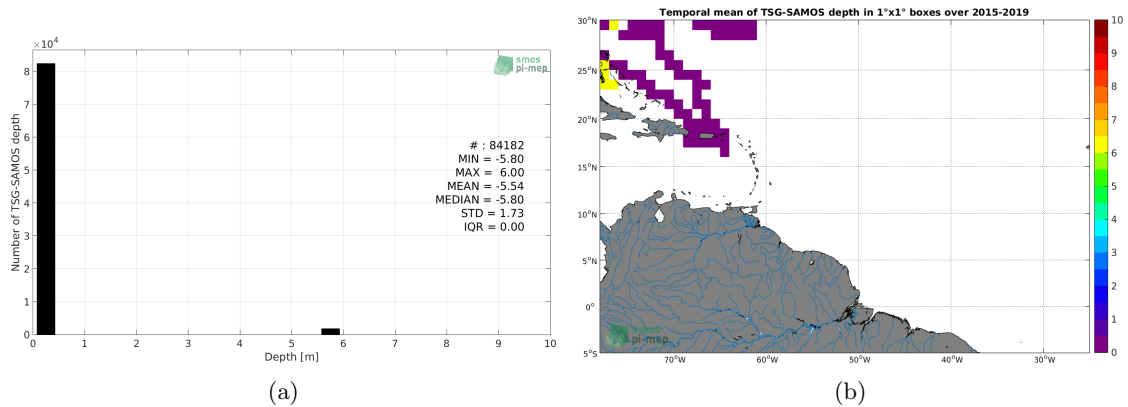 ×10⁴
8
7
6
5
4
3
2
1
0
Number of TSG-SAMOS depth
smos
pi-mep
# : 84182
MIN = -5.80
MAX = 6.00
MEAN = -5.54
MEDIAN = -5.80
STD = 1.73
IQR = 0.00
0 1 2 3 4 5 6 7 8 9 10
Depth [m]
(a)
Temporal mean of TSG-SAMOS depth in 1°x1° boxes over 2015-2019
30°N
25°N
20°N
15°N
10°N
5°N
0°
5°S
70°W 60°W 50°W 40°W 30°W
smos
pi-mep
10
9
8
7
6
5
4
3
2
1
0
(b)